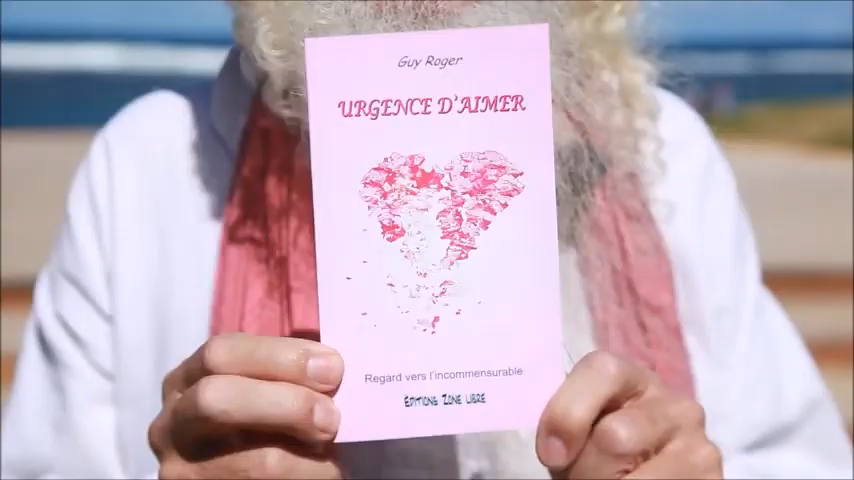 Guy Roger
URGENCE D'AIMER
Regard vers l'incommensurable
EDITIONS ZONE LIBRE